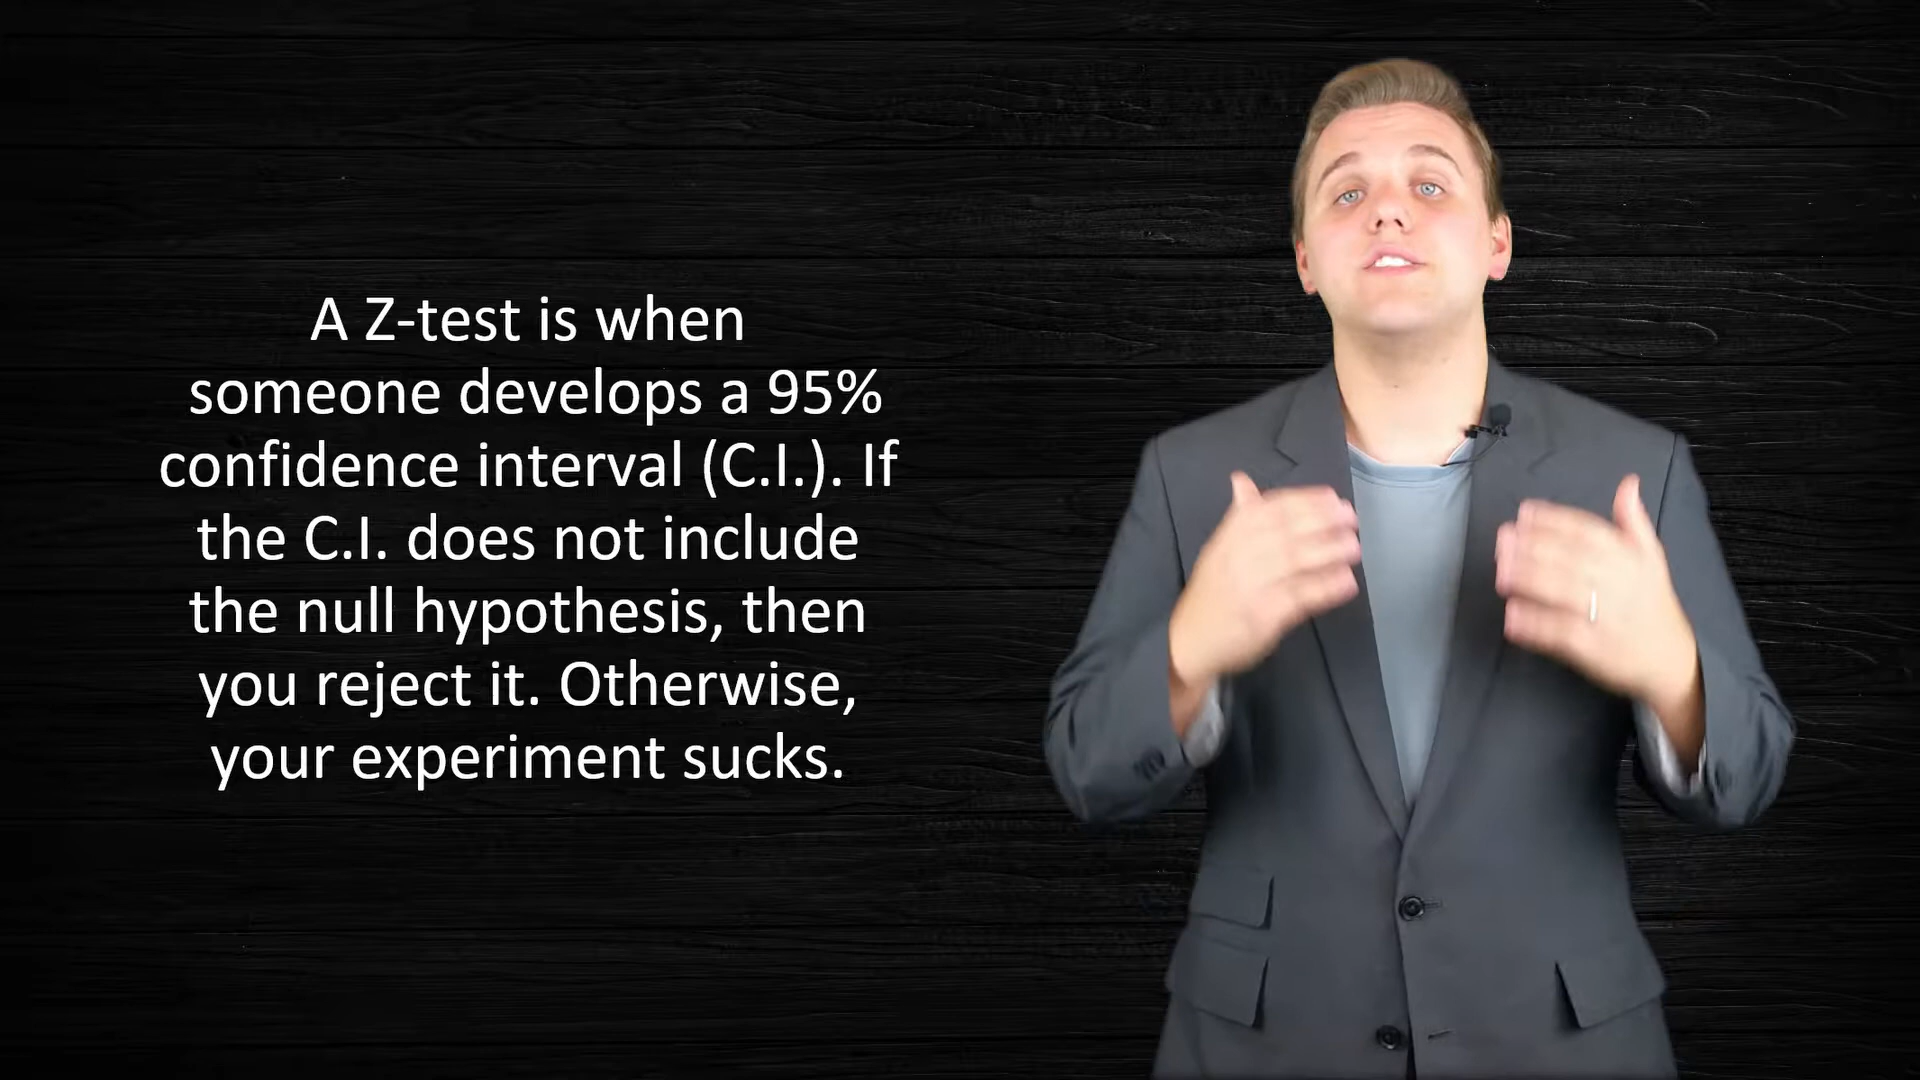 A Z-test is when
someone develops a 95%
confidence interval (C.I.). If
the C.I. does not include
the null hypothesis, then
you reject it. Otherwise,
your experiment sucks.